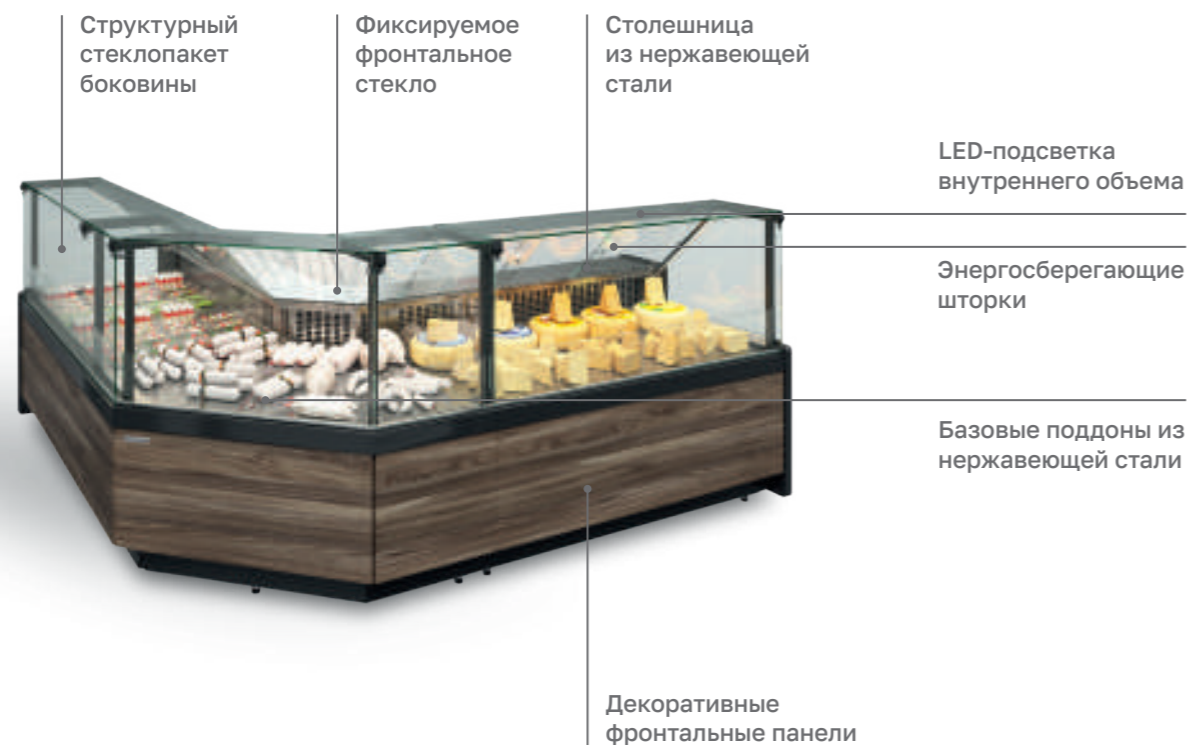 Структурный
стеклопакет
боковины
Фиксируемое
фронтальное
стекло
Столешница
из нержавеющей
стали
LED-подсветка
внутреннего объема
Энергосберегающие
шторки
Базовые поддоны из
нержавеющей стали
Декоративные
фронтальные панели